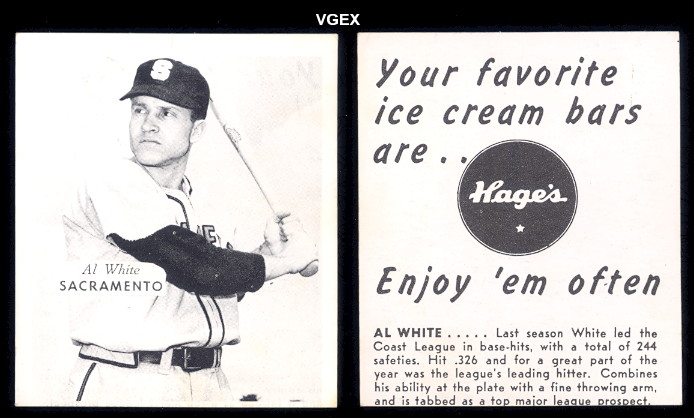 VGEX
S
Al White
SACRAMENTO
Your favorite
ice cream bars
are . .
Hage's
Enjoy 'em often
AL WHITE . . . . . Last season White led the
Coast League in base-hits, with a total of 244
safeties. Hit .326 and for a great part of the
year was the league's leading hitter. Combines
his ability at the plate with a fine throwing arm,
and is tabbed as a top major league prospect.